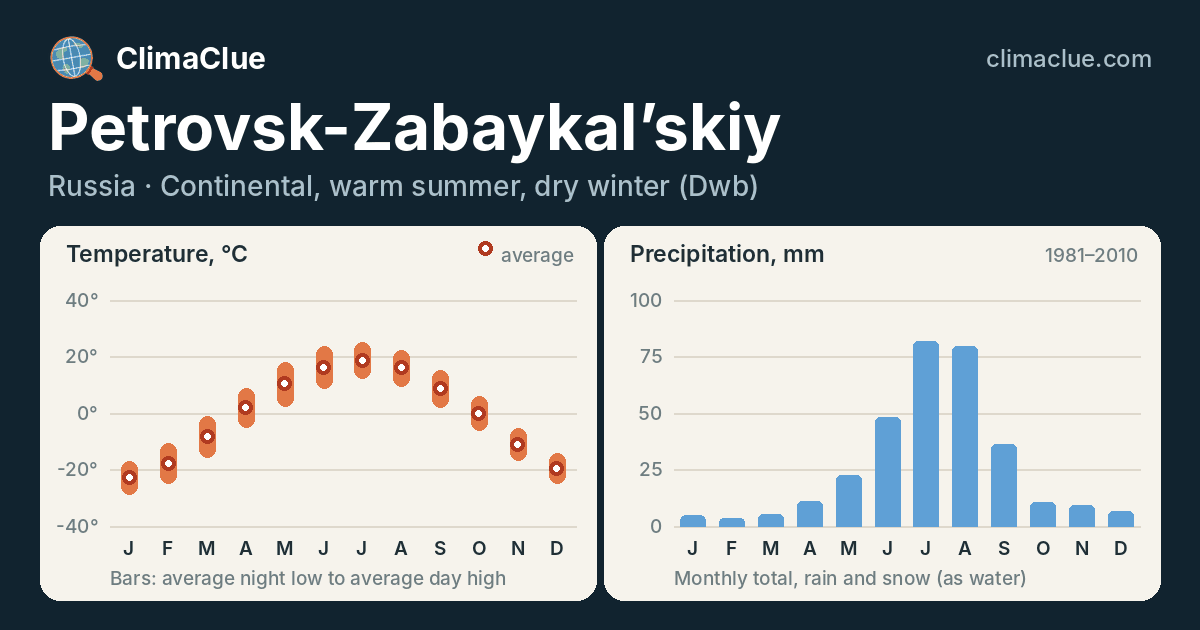 ClimaClue
climaclue.com
Petrovsk-Zabaykal’skiy
Russia · Continental, warm summer, dry winter (Dwb)
Temperature, °C
average
40°
20°
0°
-20°
-40°
J F M A M J J A S O N D
Bars: average night low to average day high
Precipitation, mm
1981–2010
100
75
50
25
0
J F M A M J J A S O N D
Monthly total, rain and snow (as water)